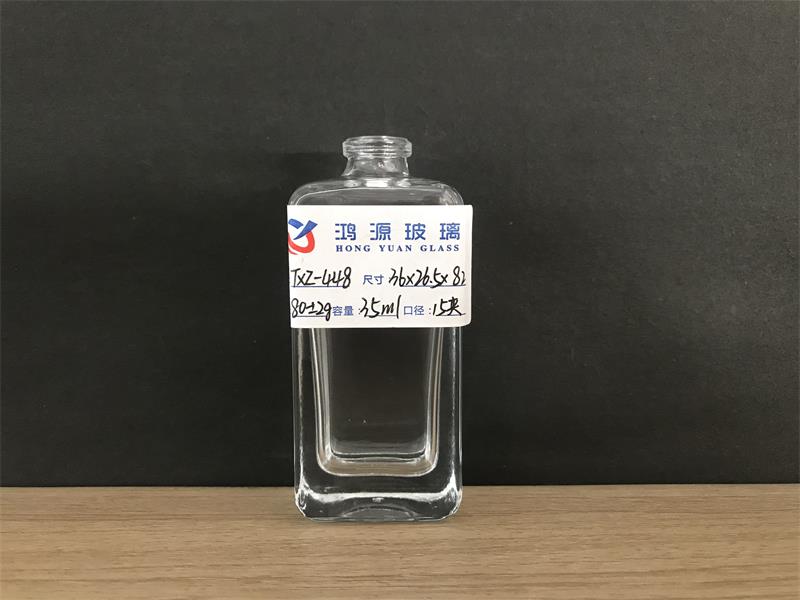 鸿源玻璃
HONG YUAN GLASS
TXZ-448 尺寸 36x26.5x82
80±2g 容量:35ml 口径:15夹